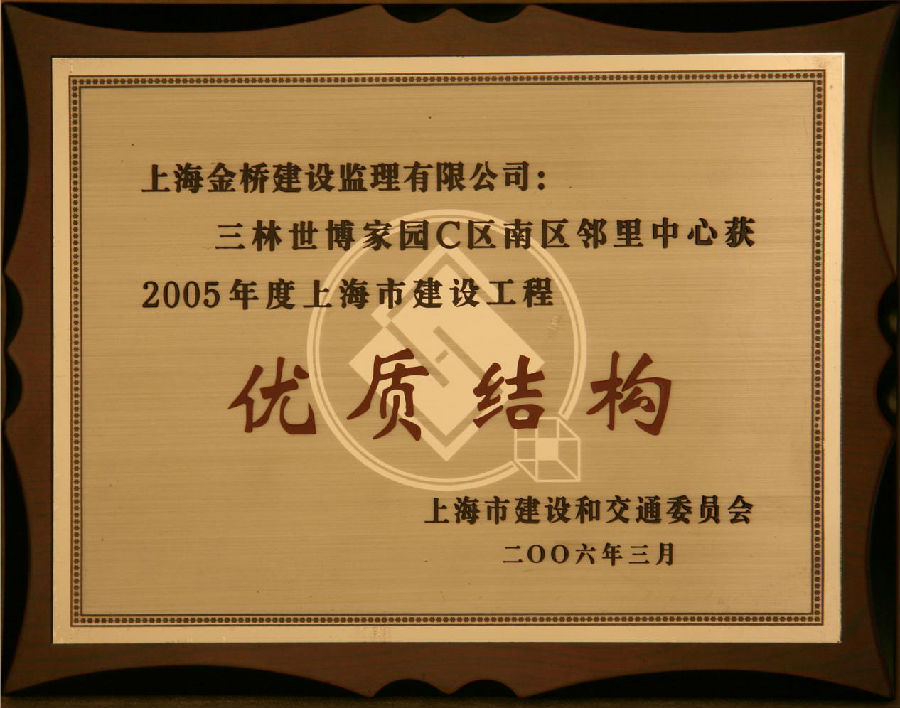 上海金桥建设监理有限公司：
三林世博家园C区南区邻里中心获
2005年度上海市建设工程
优质结构
上海市建设和交通委员会
二〇〇六年三月